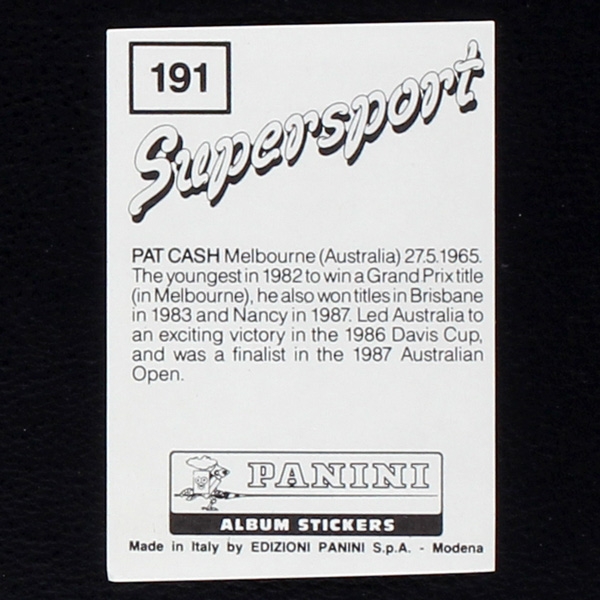 191
Supersport
PAT CASH Melbourne (Australia) 27.5.1965.
The youngest in 1982 to win a Grand Prix title
(in Melbourne), he also won titles in Brisbane
in 1983 and Nancy in 1987. Led Australia to
an exciting victory in the 1986 Davis Cup,
and was a finalist in the 1987 Australian
Open.
PANINI
ALBUM STICKERS
Made in Italy by EDIZIONI PANINI S.p.A. - Modena